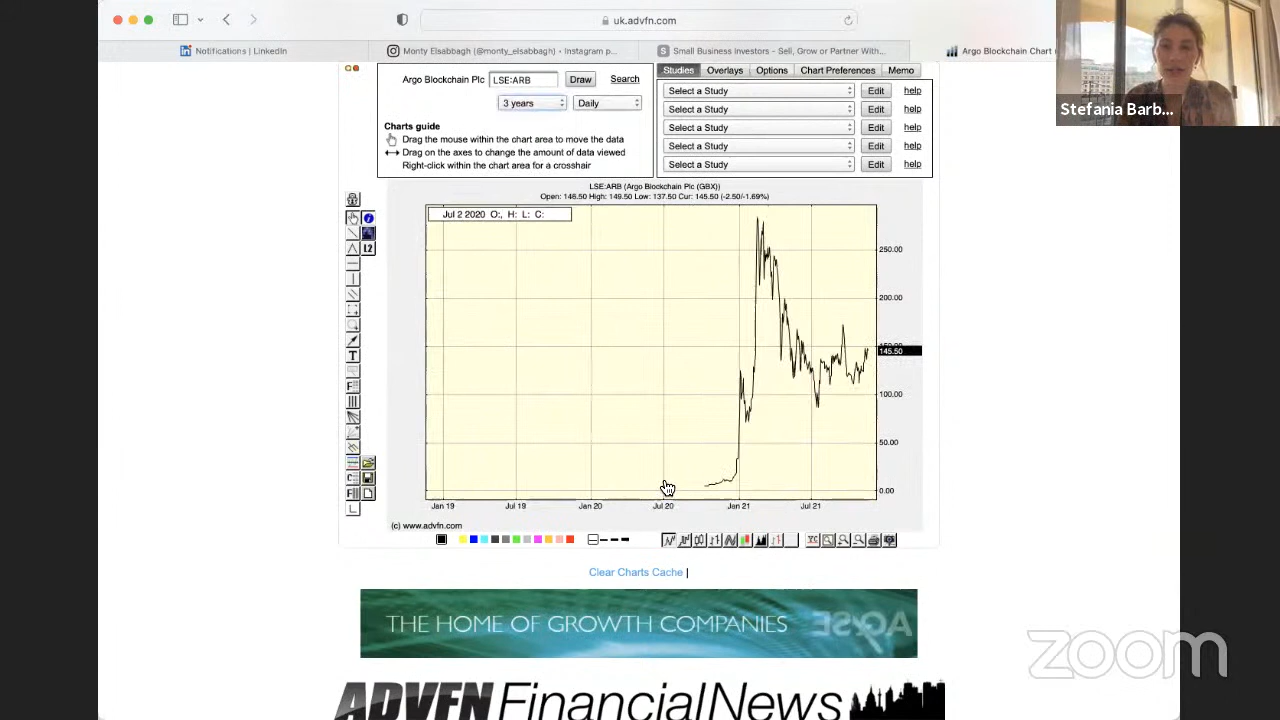 uk.advfn.com
Notifications | LinkedIn
Monty Elsabbagh (@monty_elsabbagh) • Instagram p...
S Small Business Investors - Sell, Grow or Partner With...
Argo Blockchain Chart
Stefania Barb...
Argo Blockchain Plc LSE:ARB Draw Search
3 years Daily
Charts guide
Drag the mouse within the chart area to move the data
Drag on the axes to change the amount of data viewed
Right-click within the chart area for a crosshair
Studies Overlays Options Chart Preferences Memo
Select a Study Edit help
Select a Study Edit help
Select a Study Edit help
Select a Study Edit help
Select a Study Edit help
LSE:ARB (Argo Blockchain Plc (GBX))
Open: 146.50 High: 149.50 Low: 137.50 Cur: 145.50 (-2.50/-1.69%)
Jul 2 2020 O:, H: L: C:
L2
T
250.00
200.00
150.00
145.50
100.00
50.00
0.00
Jan 19 Jul 19 Jan 20 Jul 20 Jan 21 Jul 21
(c) www.advfn.com
Clear Charts Cache |
THE HOME OF GROWTH COMPANIES AQSE
ADVFN FinancialNews
zoom